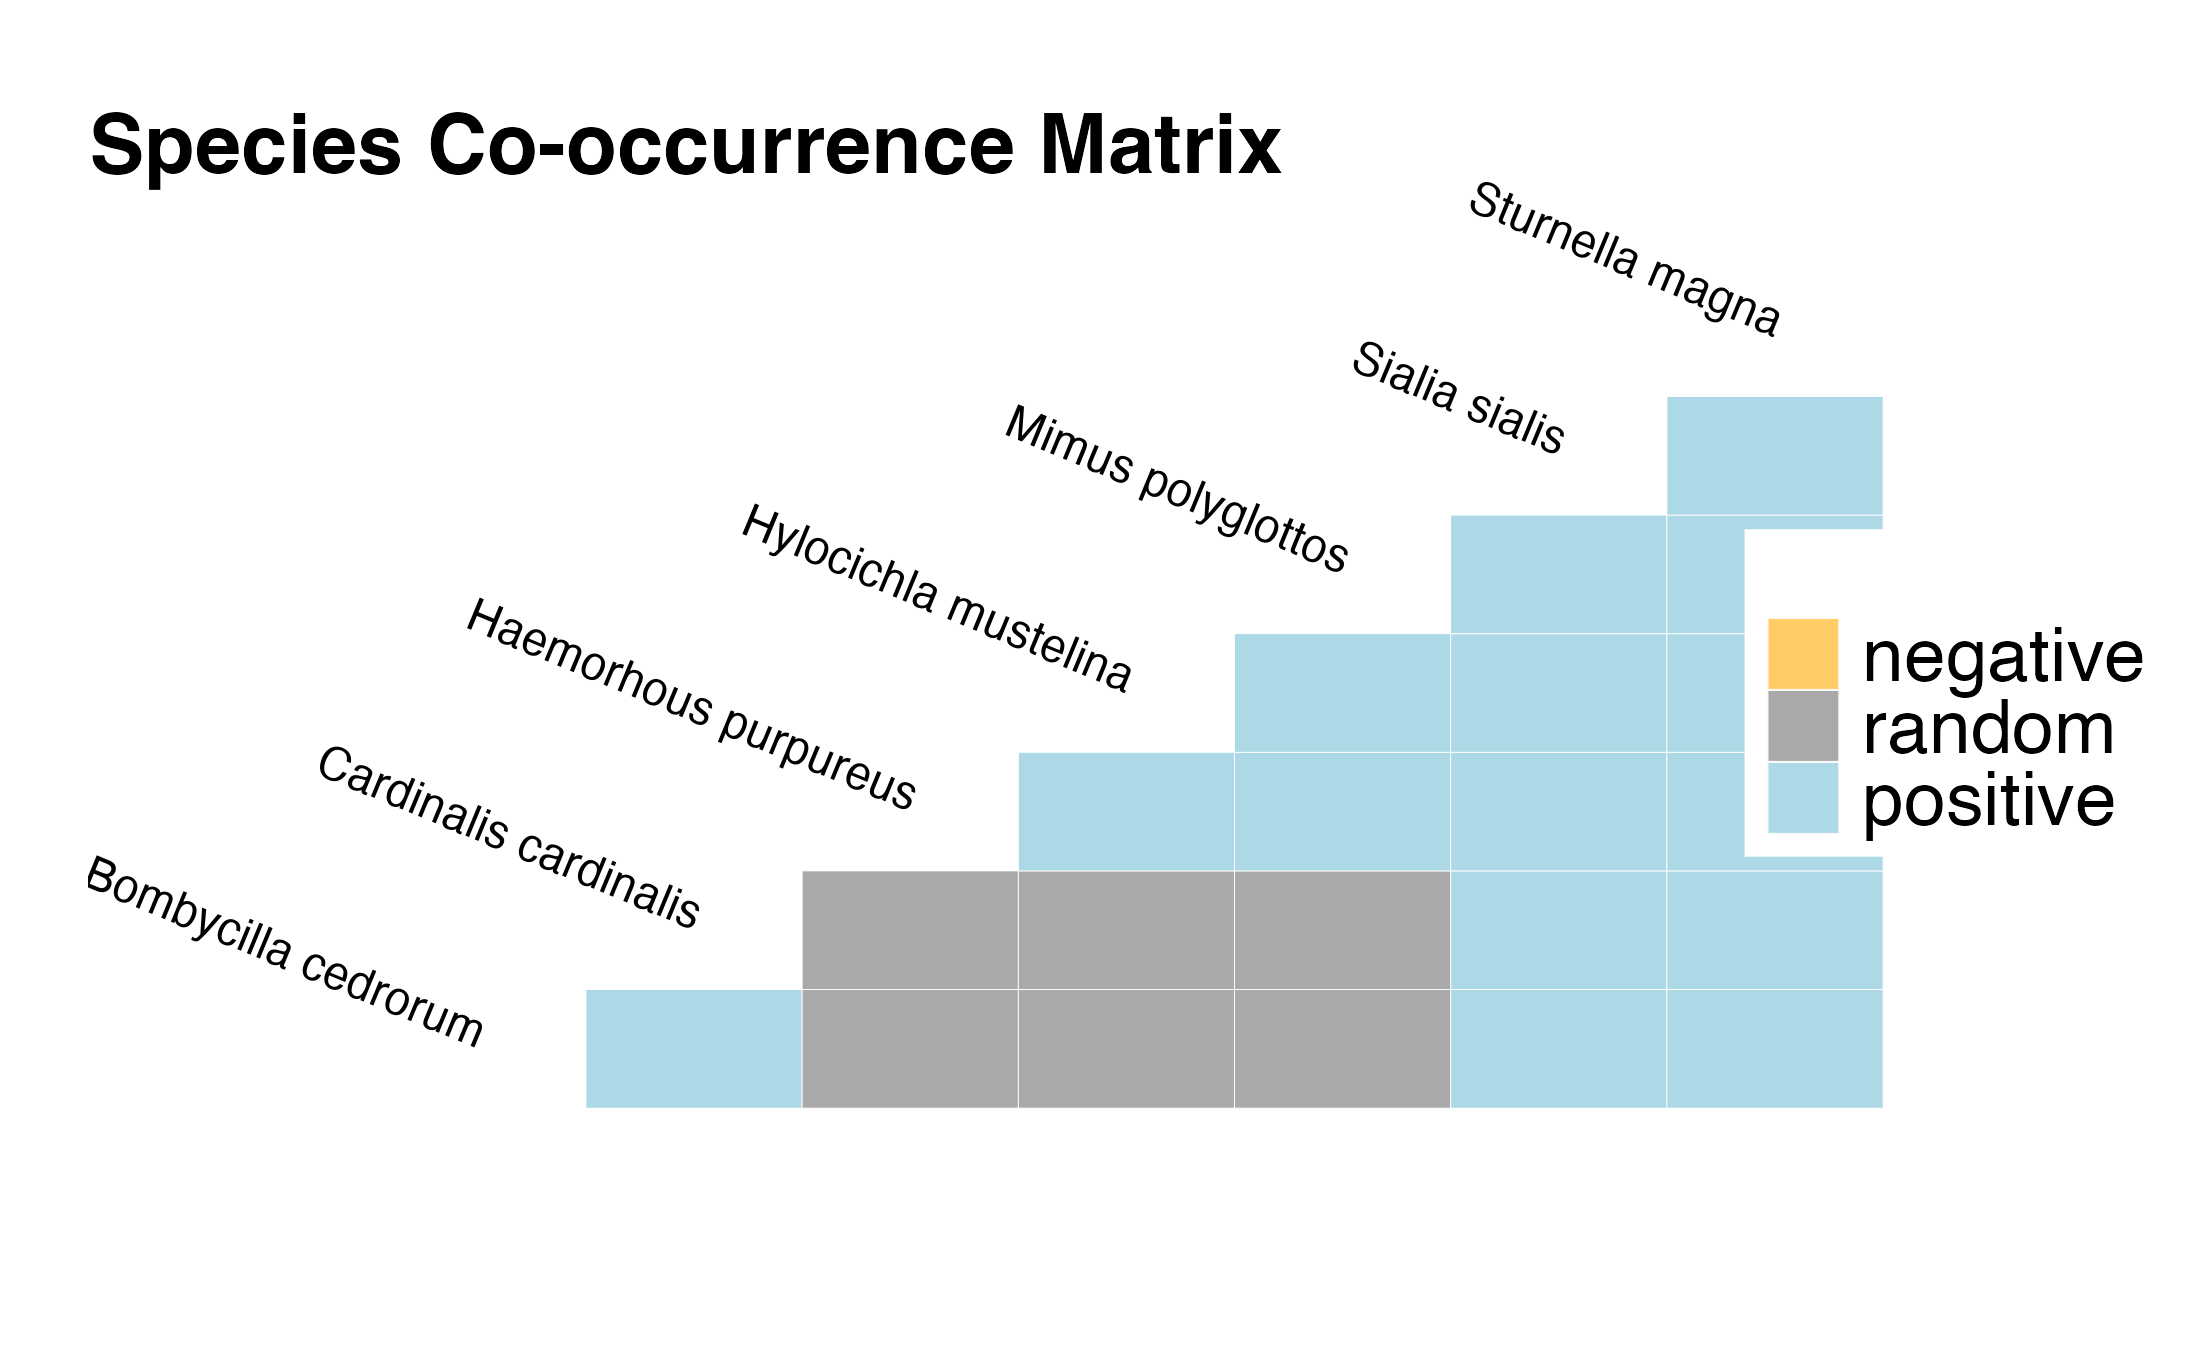 Species Co-occurrence Matrix
Sturnella magna
Sialia sialis
Mimus polyglottos
Hylocichla mustelina
Haemorhous purpureus
Cardinalis cardinalis
Bombycilla cedrorum
negative
random
positive